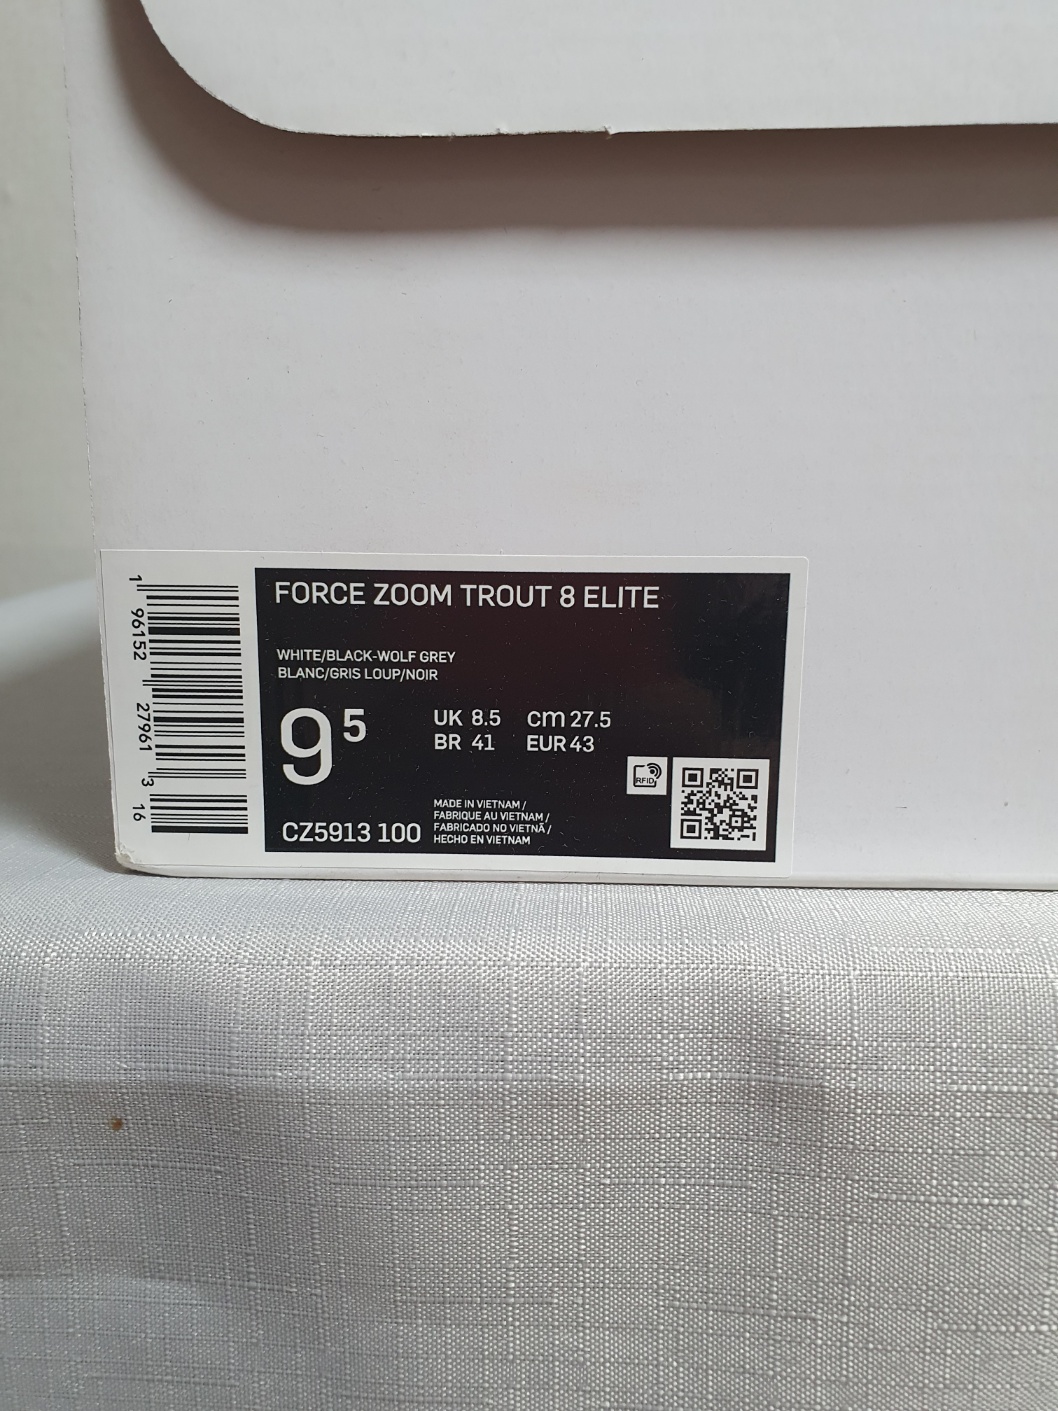 FORCE ZOOM TROUT 8 ELITE
WHITE/BLACK-WOLF GREY
BLANC/GRIS LOUP/NOIR
9 5
UK 8.5 cm 27.5
BR 41 EUR 43
RFID
MADE IN VIETNAM /
FABRIQUE AU VIETNAM /
FABRICADO NO VIETNÃ /
HECHO EN VIETNAM
CZ5913 100
1 96152 27961 3 16